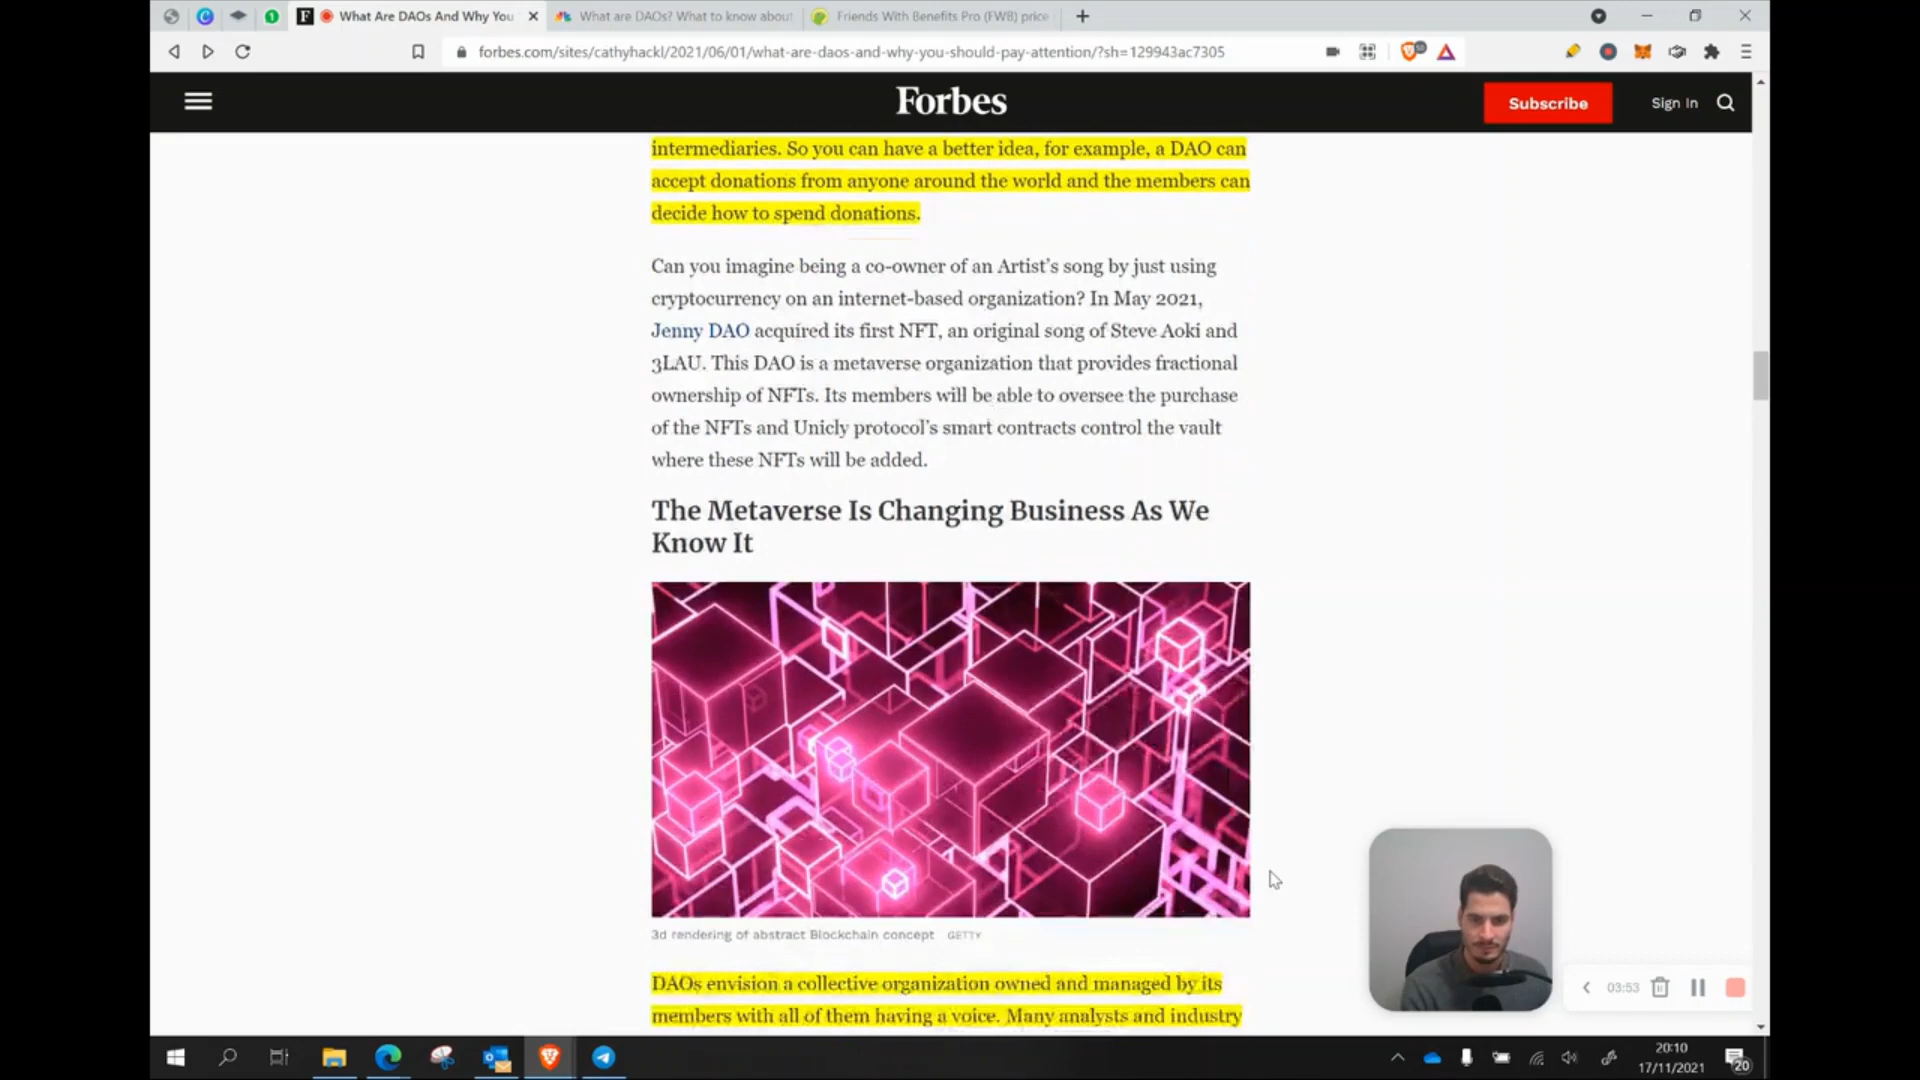 What Are DAOs And Why You
What are DAOs? What to know about
Friends With Benefits Pro (FWB) price
forbes.com/sites/cathyhackl/2021/06/01/what-are-daos-and-why-you-should-pay-attention/?sh=129943ac7305
Forbes
Subscribe
Sign In
intermediaries. So you can have a better idea, for example, a DAO can
accept donations from anyone around the world and the members can
decide how to spend donations.
Can you imagine being a co-owner of an Artist’s song by just using
cryptocurrency on an internet-based organization? In May 2021,
Jenny DAO acquired its first NFT, an original song of Steve Aoki and
3LAU. This DAO is a metaverse organization that provides fractional
ownership of NFTs. Its members will be able to oversee the purchase
of the NFTs and Unicly protocol’s smart contracts control the vault
where these NFTs will be added.
The Metaverse Is Changing Business As We
Know It
3d rendering of abstract Blockchain concept GETTY
DAOs envision a collective organization owned and managed by its
members with all of them having a voice. Many analysts and industry
03:53
20:10
17/11/2021
20